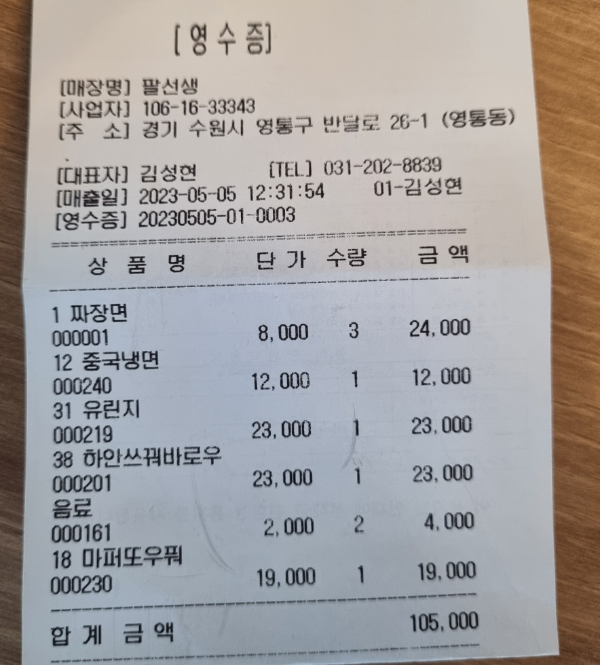 [영수증]
[매장명] 팔선생
[사업자] 106-16-33343
[주 소] 경기 수원시 영통구 반달로 26-1 (영통동)
[대표자] 김성현 [TEL] 031-202-8839
[매출일] 2023-05-05 12:31:54 01-김성현
[영수증] 20230505-01-0003
상 품 명 단 가 수량 금 액
1 짜장면
000001 8,000 3 24,000
12 중국냉면
000240 12,000 1 12,000
31 유린지
000219 23,000 1 23,000
38 하얀쓰꿔바로우
000201 23,000 1 23,000
음료
000161 2,000 2 4,000
18 마퍼또우풔
000230 19,000 1 19,000
합 계 금 액 105,000